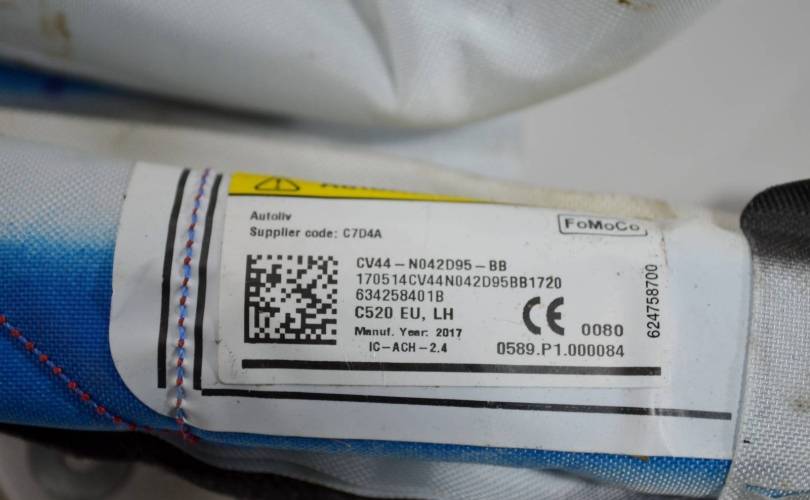 Autoliv
Supplier code: C7D4A
FoMoCo
CV44-N042D95-BB
170514CV44N042D95BB1720
634258401B
C520 EU, LH
Manuf. Year: 2017
IC-ACH-2.4
CE 0080
0589.P1.000084
624758700